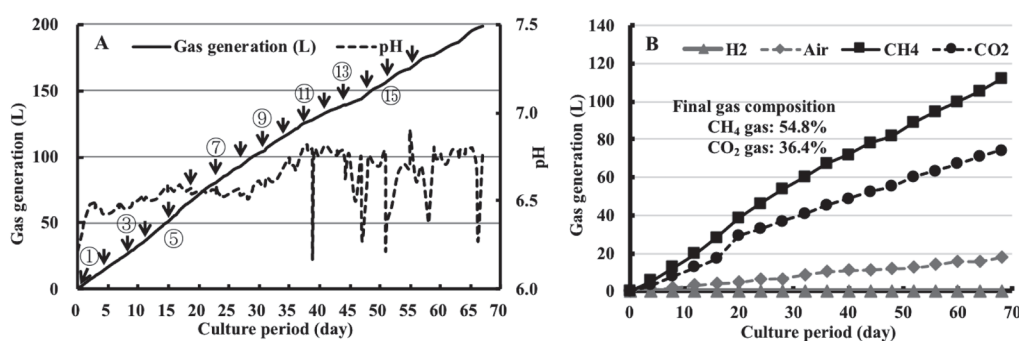 A
Gas generation (L)
pH
200
150
100
50
0
7.5
7.0
6.5
6.0
Gas generation (L)
pH
①
③
⑤
⑦
⑨
⑪
⑬
⑮
0 5 10 15 20 25 30 35 40 45 50 55 65 70
Culture period (day)
B
H2
Air
CH4
CO2
140
120
100
80
60
40
20
0
Gas generation (L)
Final gas composition
CH₄ gas: 54.8%
CO₂ gas: 36.4%
0 10 20 30 40 50 60 70
Culture period (day)